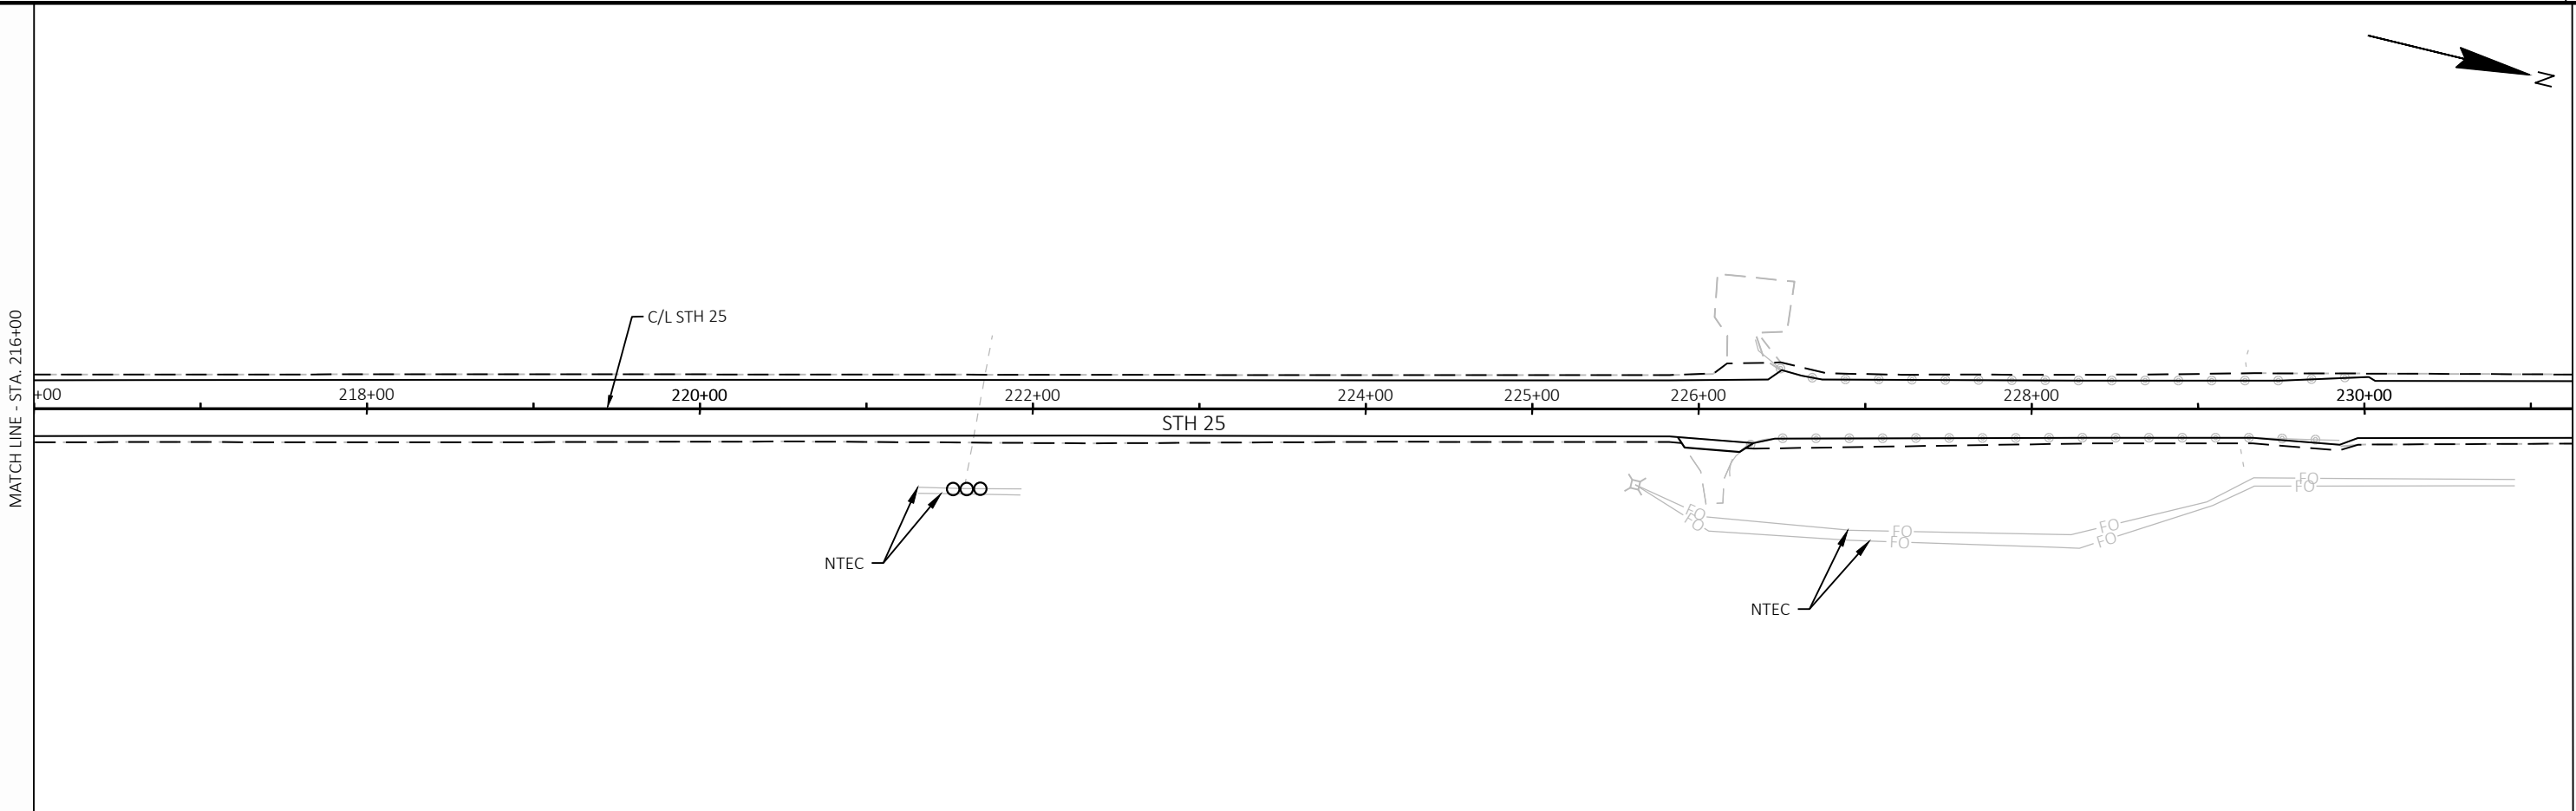 N
MATCH LINE - STA. 216+00
C/L STH 25
+00
218+00
220+00
222+00
224+00
225+00
226+00
228+00
230+00
STH 25
NTEC
NTEC
FO
FO
FO
FO
FO
FO
FO
FO